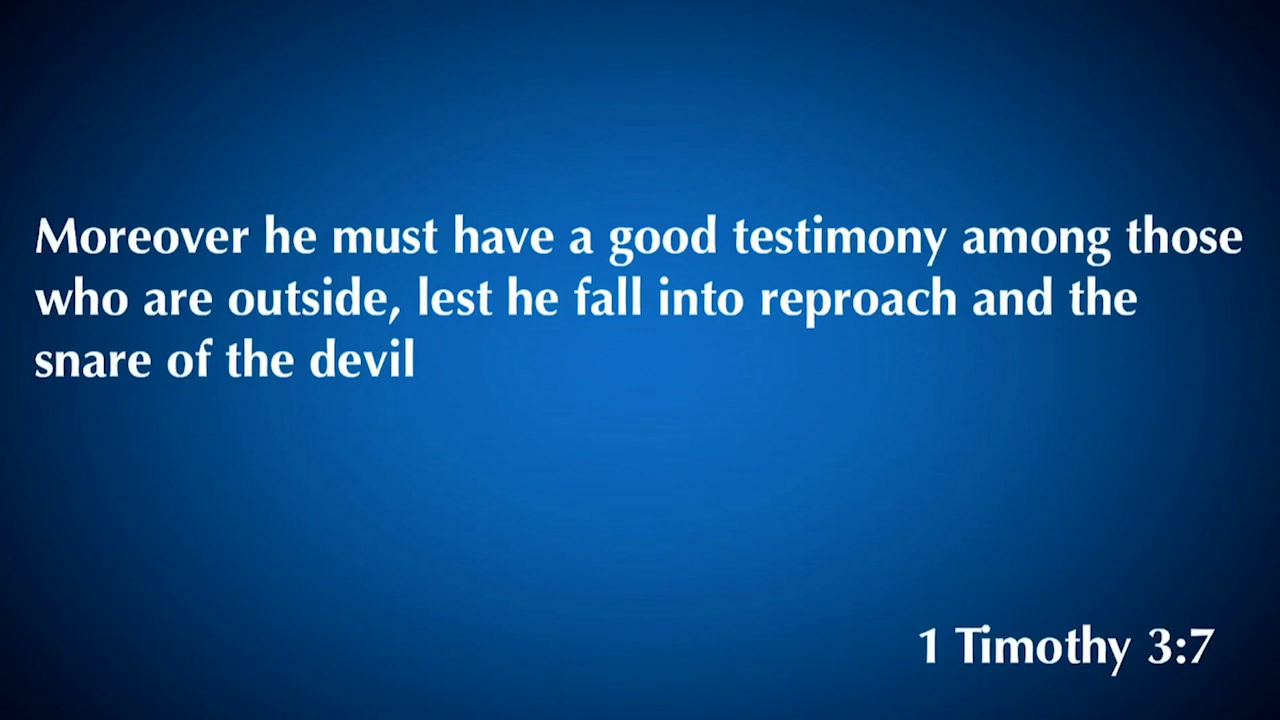 Moreover he must have a good testimony among those
who are outside, lest he fall into reproach and the
snare of the devil
1 Timothy 3:7